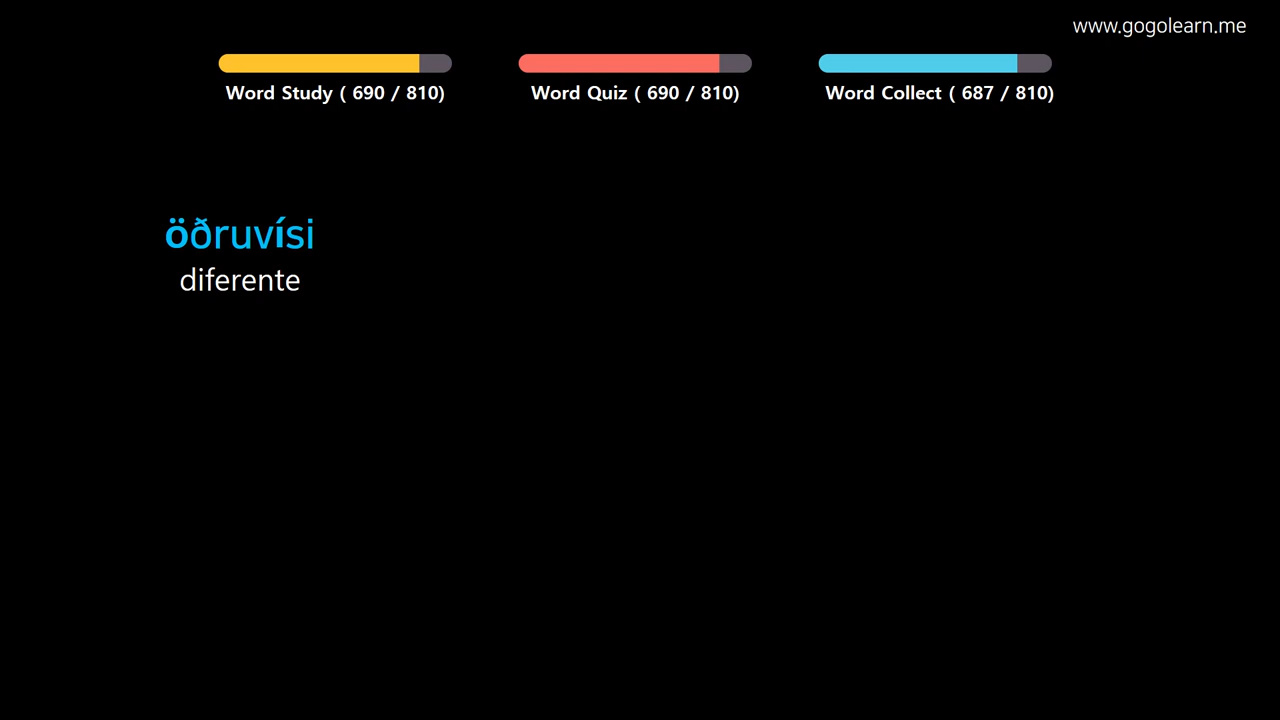 www.gogolearn.me
Word Study ( 690 / 810)
Word Quiz ( 690 / 810)
Word Collect ( 687 / 810)
öðruvísi
diferente